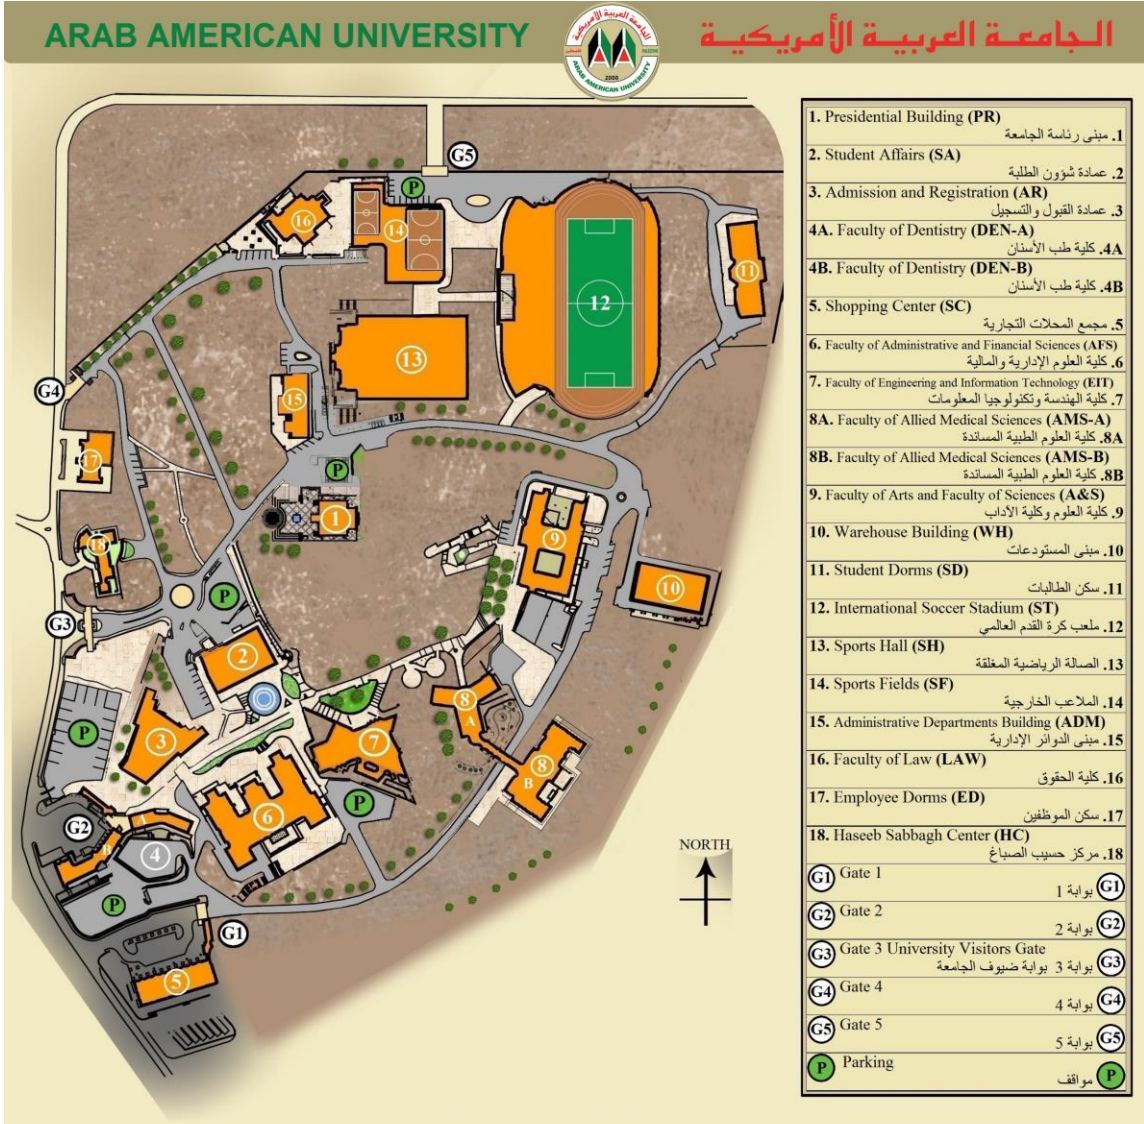 ARAB AMERICAN UNIVERSITY
الجامعة العربية الأمريكية
الجامعة العربية الأمريكية
2000
ARAB AMERICAN UNIVERSITY
G5
P
16
14
11
12
13
G4
15
17
P
1
9
18
10
P
G3
2
8
A
P
3
7
8
B
6
P
G2
A
B
4
P
G1
5
NORTH
1. Presidential Building (PR)
1. مبنى رئاسة الجامعة
2. Student Affairs (SA)
2. عمادة شؤون الطلبة
3. Admission and Registration (AR)
3. عمادة القبول والتسجيل
4A. Faculty of Dentistry (DEN-A)
4A. كلية طب الأسنان
4B. Faculty of Dentistry (DEN-B)
4B. كلية طب الأسنان
5. Shopping Center (SC)
5. مجمع المحلات التجارية
6. Faculty of Administrative and Financial Sciences (AFS)
6. كلية العلوم الإدارية والمالية
7. Faculty of Engineering and Information Technology (EIT)
7. كلية الهندسة وتكنولوجيا المعلومات
8A. Faculty of Allied Medical Sciences (AMS-A)
8A. كلية العلوم الطبية المساندة
8B. Faculty of Allied Medical Sciences (AMS-B)
8B. كلية العلوم الطبية المساندة
9. Faculty of Arts and Faculty of Sciences (A&S)
9. كلية العلوم وكلية الآداب
10. Warehouse Building (WH)
10. مبنى المستودعات
11. Student Dorms (SD)
11. سكن الطالبات
12. International Soccer Stadium (ST)
12. ملعب كرة القدم العالمي
13. Sports Hall (SH)
13. الصالة الرياضية المغلقة
14. Sports Fields (SF)
14. الملاعب الخارجية
15. Administrative Departments Building (ADM)
15. مبنى الدوائر الإدارية
16. Faculty of Law (LAW)
16. كلية الحقوق
17. Employee Dorms (ED)
17. سكن الموظفين
18. Haseeb Sabbagh Center (HC)
18. مركز حسيب الصباغ
G1 Gate 1
بوابة 1 G1
G2 Gate 2
بوابة 2 G2
G3 Gate 3 University Visitors Gate
بوابة 3 بوابة ضيوف الجامعة G3
G4 Gate 4
بوابة 4 G4
G5 Gate 5
بوابة 5 G5
P Parking
مواقف P